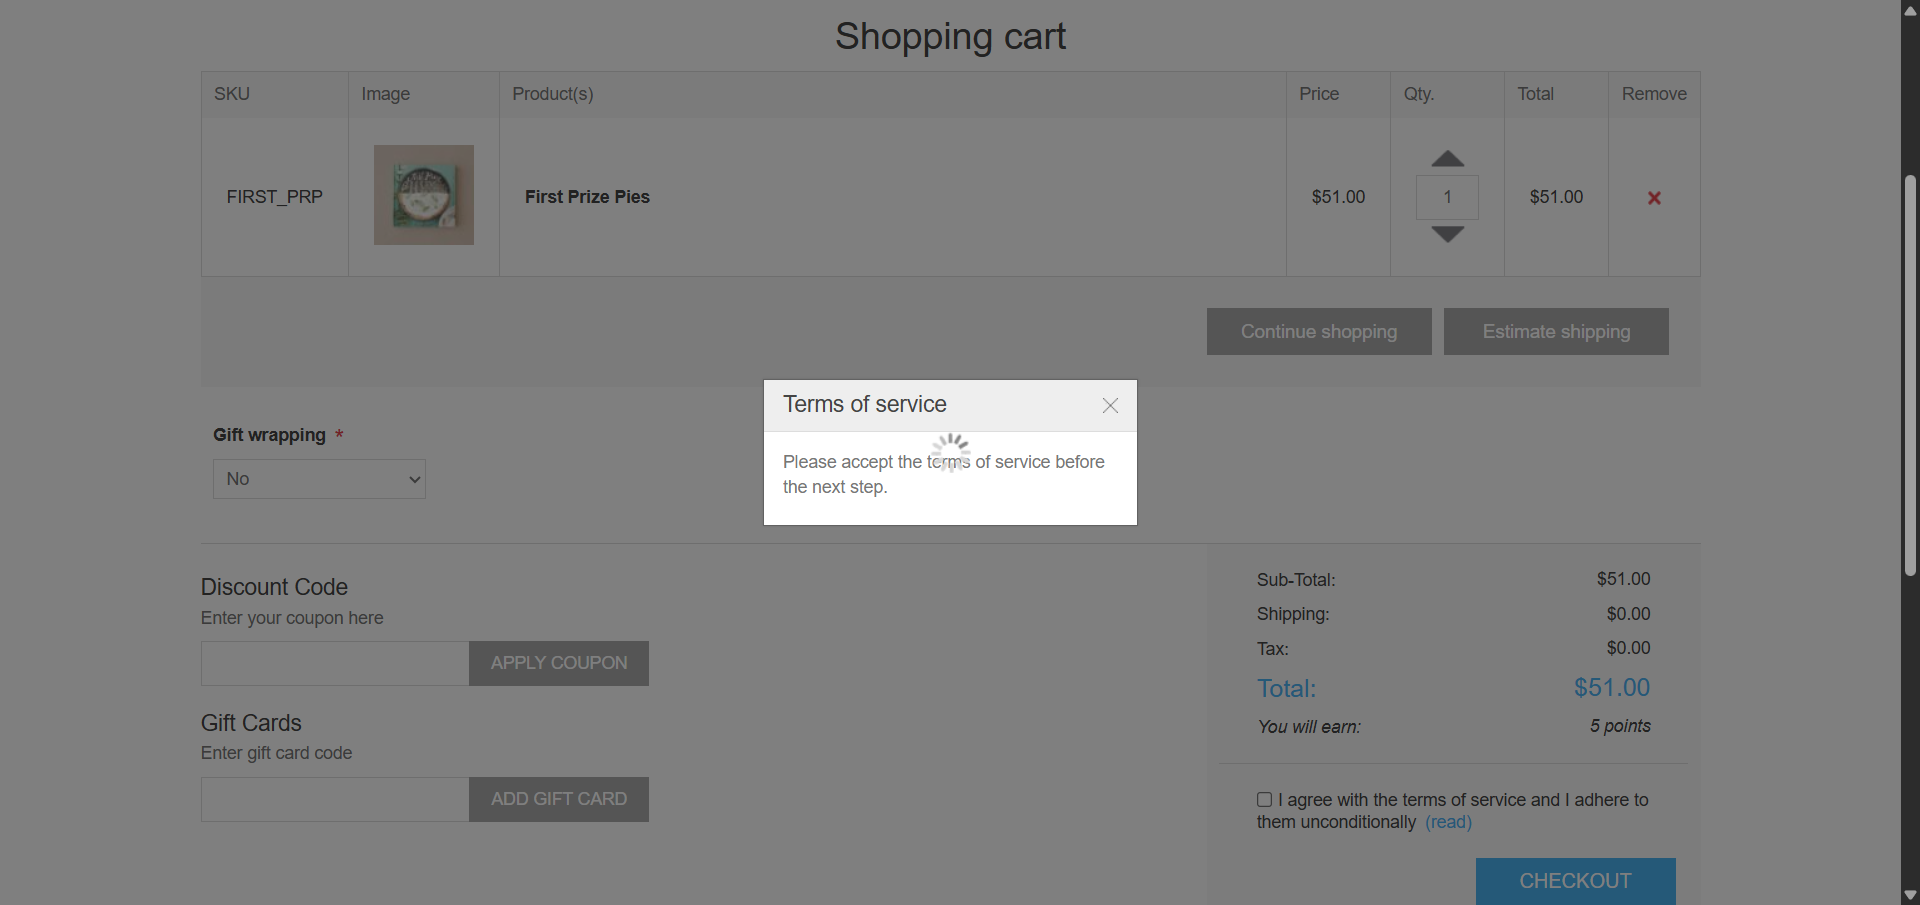 Shopping cart
SKU
Image
Product(s)
Price
Qty.
Total
Remove
FIRST_PRP
First Prize Pies
$51.00
1
$51.00
Continue shopping
Estimate shipping
Terms of service
Please accept the terms of service before
the next step.
Gift wrapping *
No
Discount Code
Enter your coupon here
APPLY COUPON
Gift Cards
Enter gift card code
ADD GIFT CARD
Sub-Total: $51.00
Shipping: $0.00
Tax: $0.00
Total: $51.00
You will earn: 5 points
I agree with the terms of service and I adhere to
them unconditionally (read)
CHECKOUT